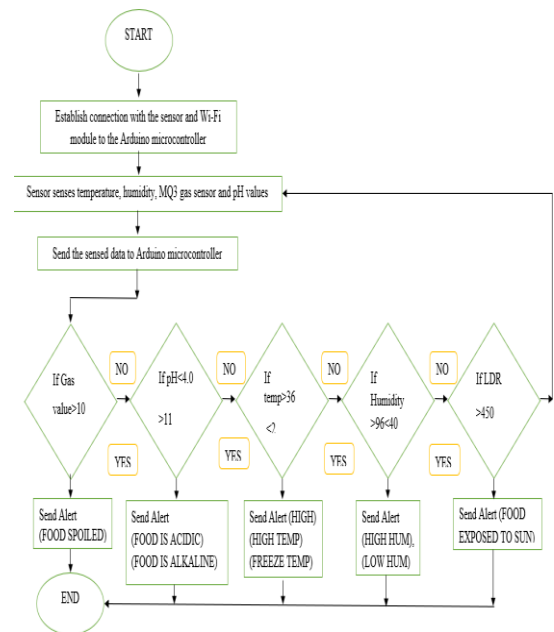 START
Establish connection with the sensor and Wi-Fi
module to the Arduino microcontroller
Sensor senses temperature, humidity, MQ3 gas sensor and pH values
Send the sensed data to Arduino microcontroller
If Gas
value>10
NO
YES
If pH<4.0
>11
NO
YES
If
temp>36
<2
NO
YES
If
Humidity
>96<40
NO
YES
If LDR
>450
Send Alert
(FOOD SPOILED)
Send Alert
(FOOD IS ACIDIC)
(FOOD IS ALKALINE)
Send Alert (HIGH)
(HIGH TEMP)
(FREEZE TEMP)
Send Alert
(HIGH HUM),
(LOW HUM)
Send Alert (FOOD
EXPOSED TO SUN)
END